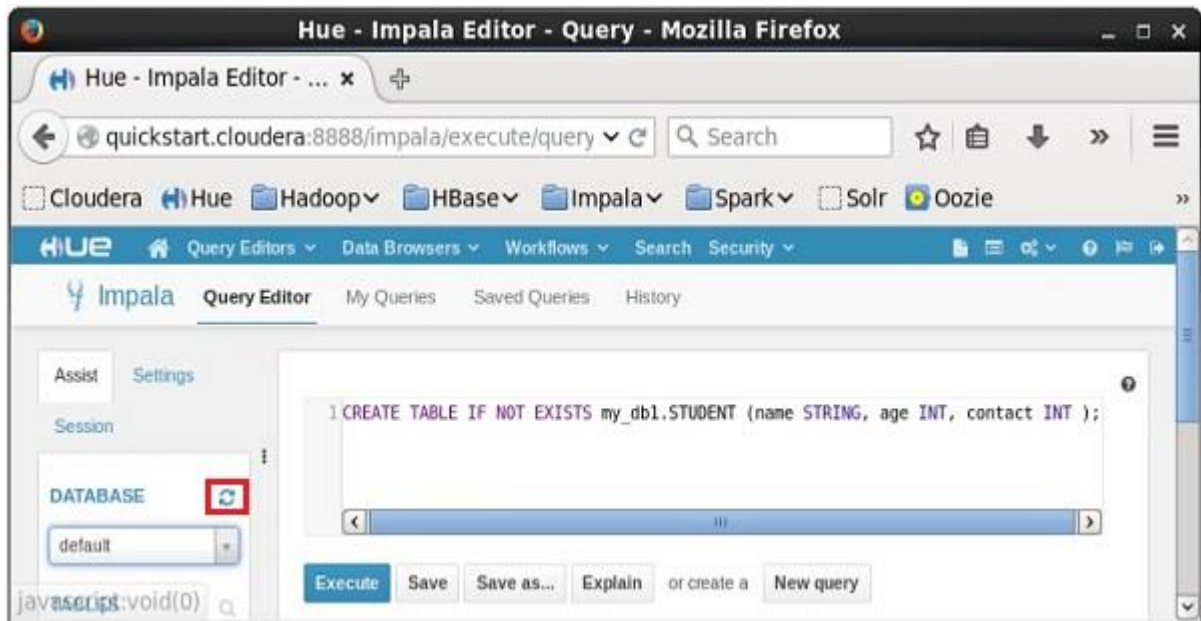 Hue - Impala Editor - Query - Mozilla Firefox
Hue - Impala Editor - ...
quickstart.cloudera:8888/impala/execute/query
Search
Cloudera Hue Hadoop HBase Impala Spark Solr Oozie
HUE Query Editors Data Browsers Workflows Search Security
Impala Query Editor My Queries Saved Queries History
Assist Settings
Session
1 CREATE TABLE IF NOT EXISTS my_db1.STUDENT (name STRING, age INT, contact INT );
DATABASE
default
Execute Save Save as... Explain or create a New query
javascript:void(0)